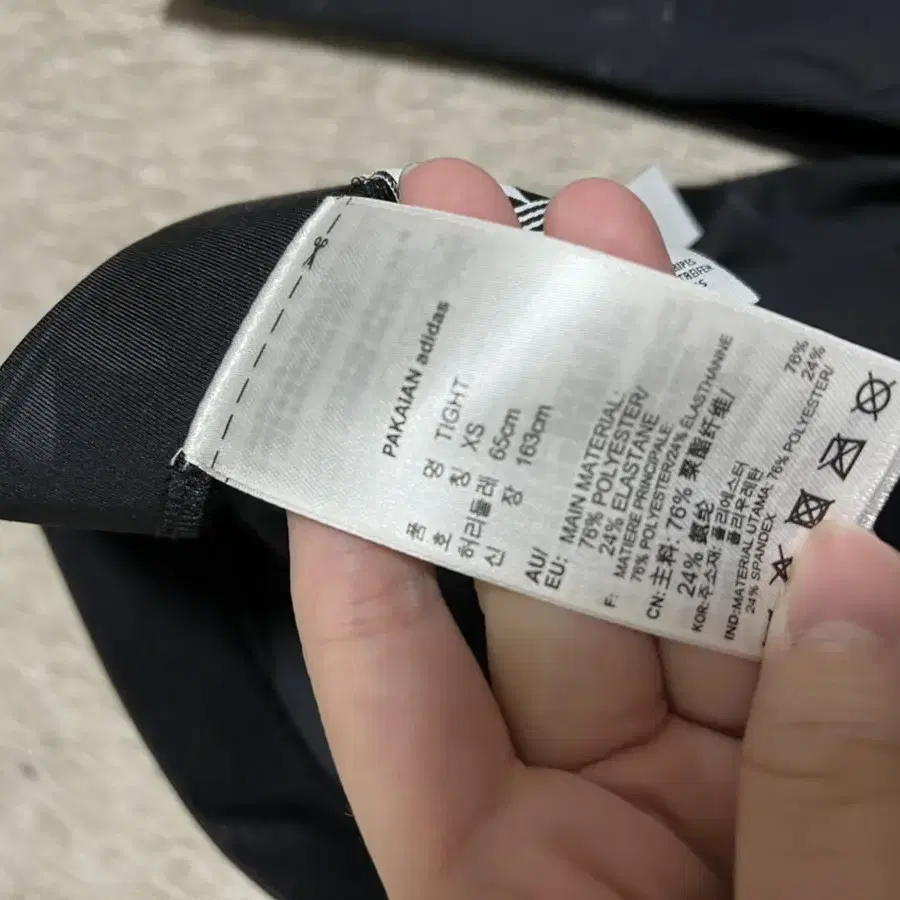 PAKAIAN adidas
품 명 TIGHT
호 칭 XS
허리둘레 65cm
신 장 163cm
AU/
EU: MAIN MATERIAL:
76% POLYESTER/
24% ELASTANE
F: MATIERE PRINCIPALE:
76% POLYESTER/24% ELASTHANNE
CN:主料: 76% 聚酯纤维/
24% 氨纶
KOR:주소재: 폴리에스터 76%
폴리우레탄 24%
IND:MATERIAL UTAMA: 76% POLYESTER/
24% SPANDEX
RIPES
TREIFEN